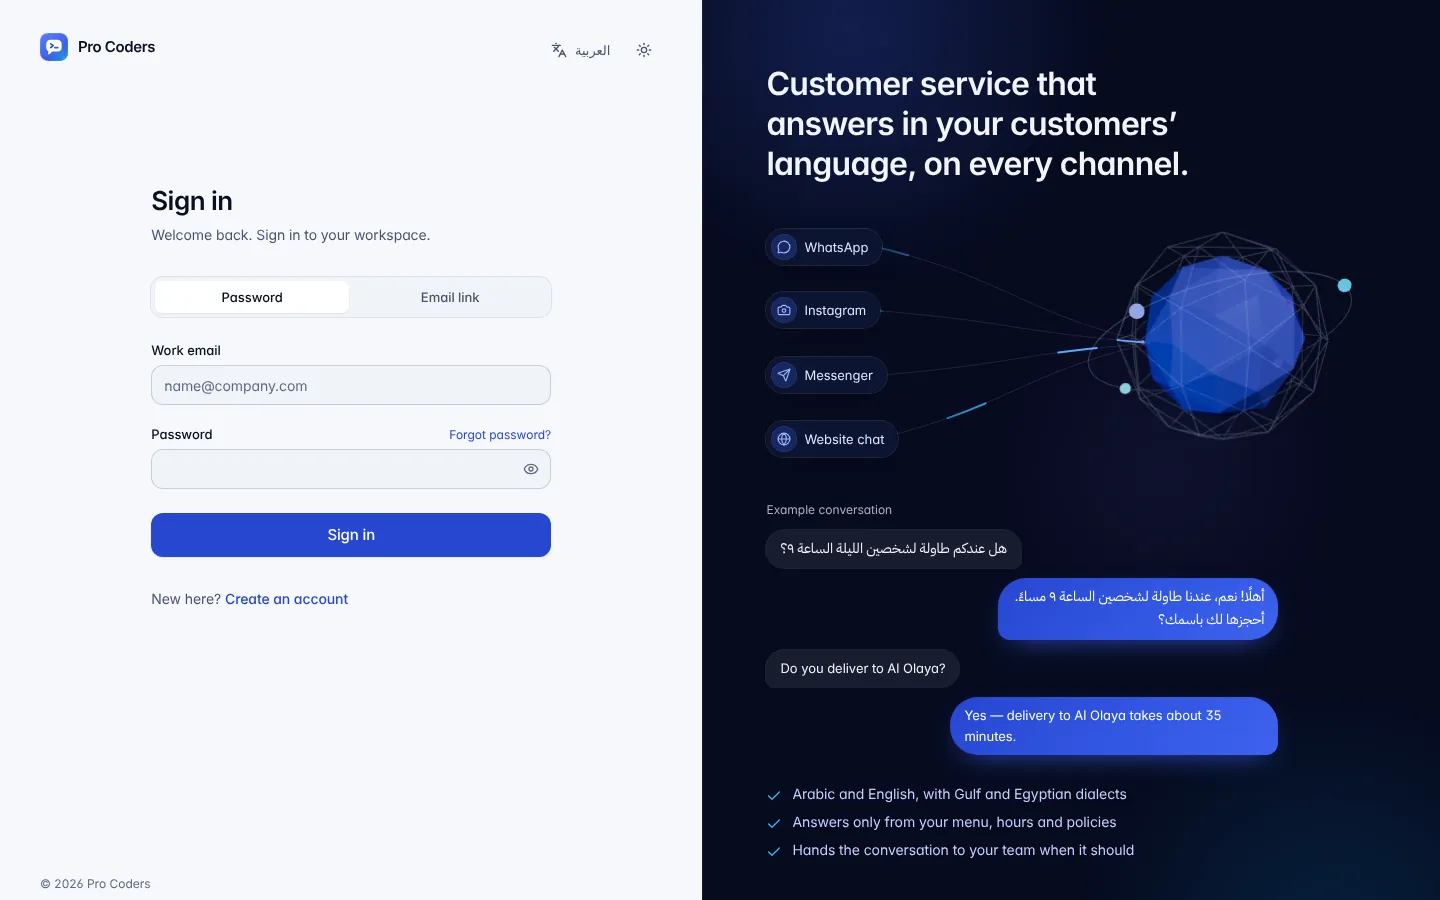 Pro Coders
العربية
Sign in
Welcome back. Sign in to your workspace.
Password
Email link
Work email
name@company.com
Password
Forgot password?
Sign in
New here? Create an account
© 2026 Pro Coders
Customer service that
answers in your customers’
language, on every channel.
WhatsApp
Instagram
Messenger
Website chat
Example conversation
هل عندكم طاولة لشخصين الليلة الساعة ٩؟
أهلًا! نعم، عندنا طاولة لشخصين الساعة ٩ مساءً.
أحجزها لك باسمك؟
Do you deliver to Al Olaya?
Yes — delivery to Al Olaya takes about 35
minutes.
Arabic and English, with Gulf and Egyptian dialects
Answers only from your menu, hours and policies
Hands the conversation to your team when it should